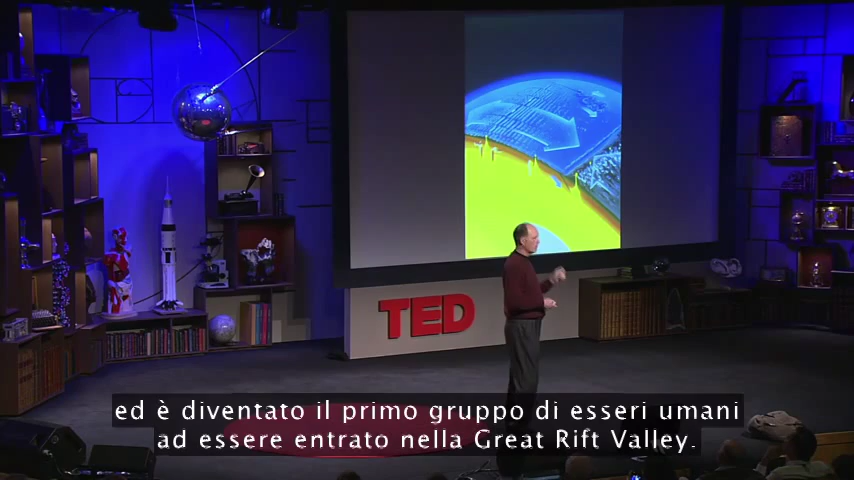 TED
ed è diventato il primo gruppo di esseri umani
ad essere entrato nella Great Rift Valley.